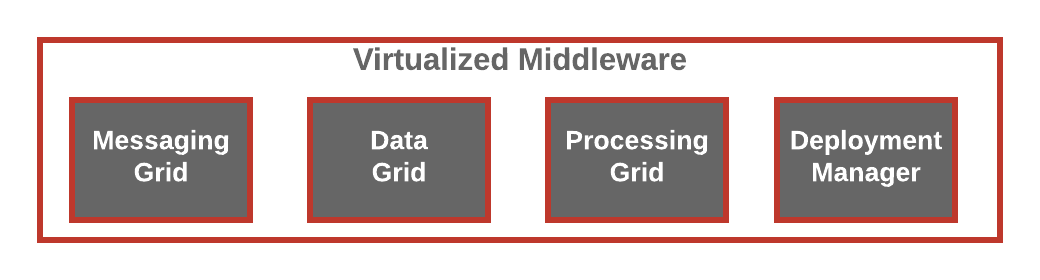 Virtualized Middleware
Messaging
Grid
Data
Grid
Processing
Grid
Deployment
Manager